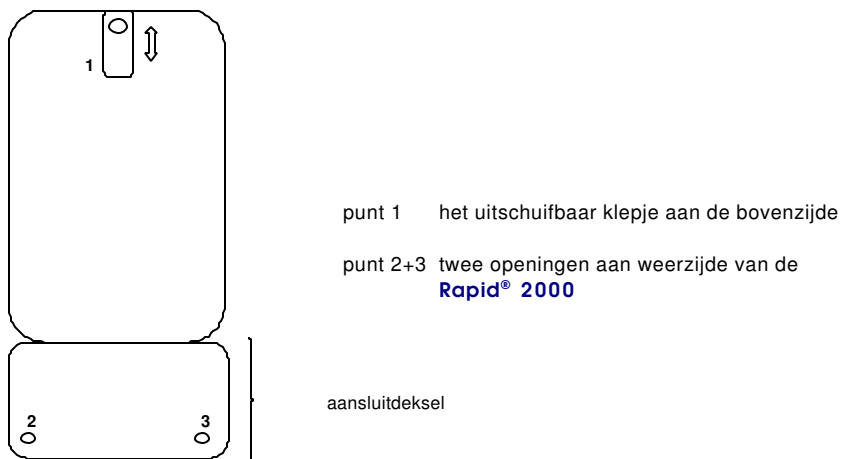 1
punt 1 het uitschuifbaar klepje aan de bovenzijde
punt 2+3 twee openingen aan weerzijde van de
Rapid® 2000
aansluitdeksel
2 3